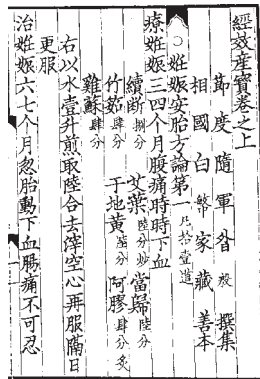 經效產寶卷之上
節度隨軍昝殷撰集
相國白敏中家藏善本
○姙娠安胎方論第一凡拾壹道
療姙娠三四個月腹痛時時下血
續斷捌分 艾葉陸分炒 當歸陸分
竹茹肆分 干地黃陸分 阿膠肆分炙
雞蘇肆分
右以水壹升煎取陸合去滓空心再服隔日
更服
治姙娠六七個月忽胎動下血腸痛不可忍